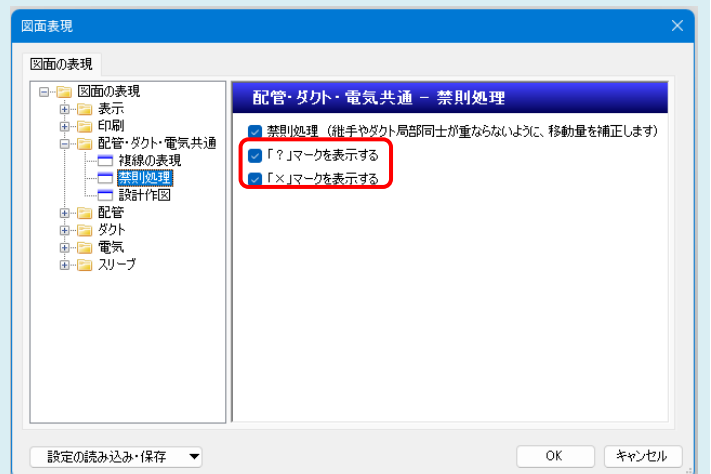 図面表現
図面の表現
図面の表現
表示
印刷
配管・ダクト・電気共通
複線の表現
禁則処理
設計作図
配管
ダクト
電気
スリーブ
配管・ダクト・電気共通 － 禁則処理
禁則処理 （継手やダクト局部同士が重ならないように、移動量を補正します）
「？」マークを表示する
「×」マークを表示する
設定の読み込み・保存
OK
キャンセル